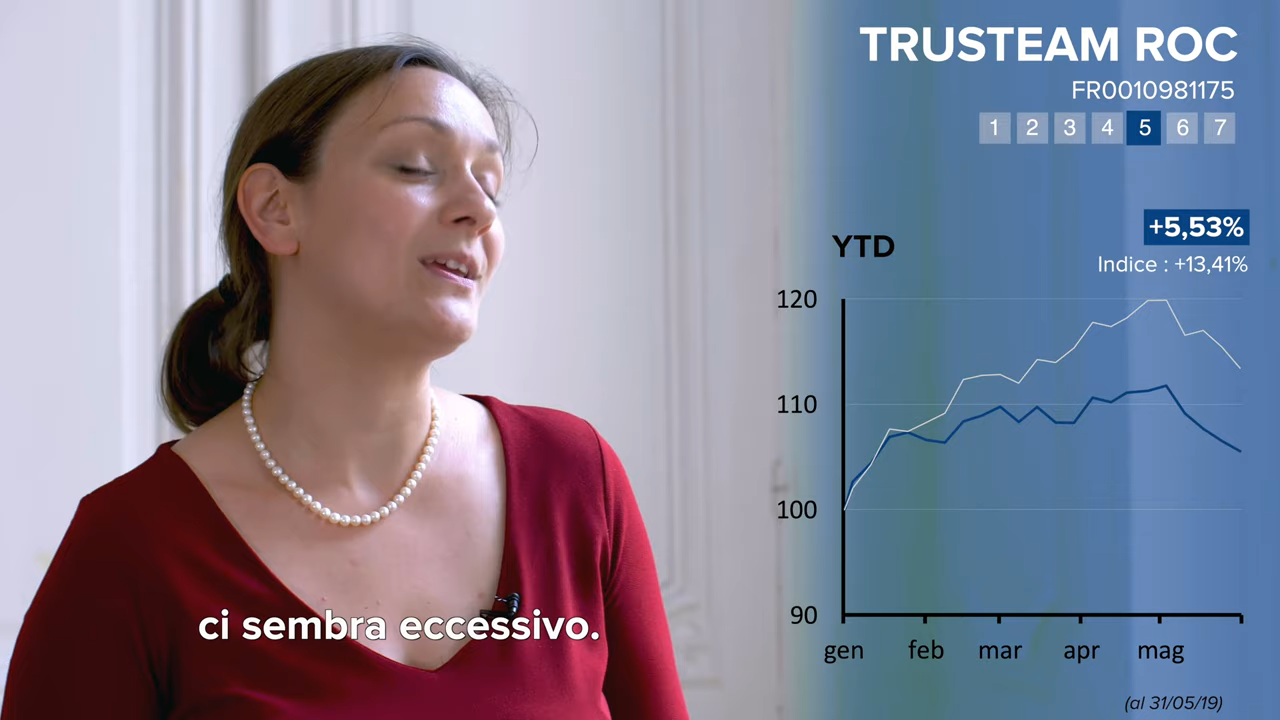 TRUSTEAM ROC
FR0010981175
1 2 3 4 5 6 7
+5,53%
YTD
Indice : +13,41%
120
110
100
90
gen feb mar apr mag
(al 31/05/19)
ci sembra eccessivo.